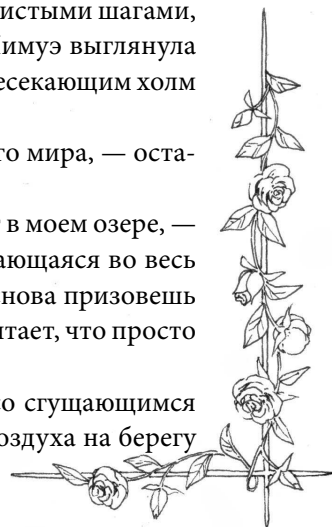 истыми шагами,
имуэ выглянула
есекающим холм
го мира, — оста-
т в моем озере, —
ающаяся во весь
нова призовешь
итает, что просто
о сгущающимся
оздуха на берегу